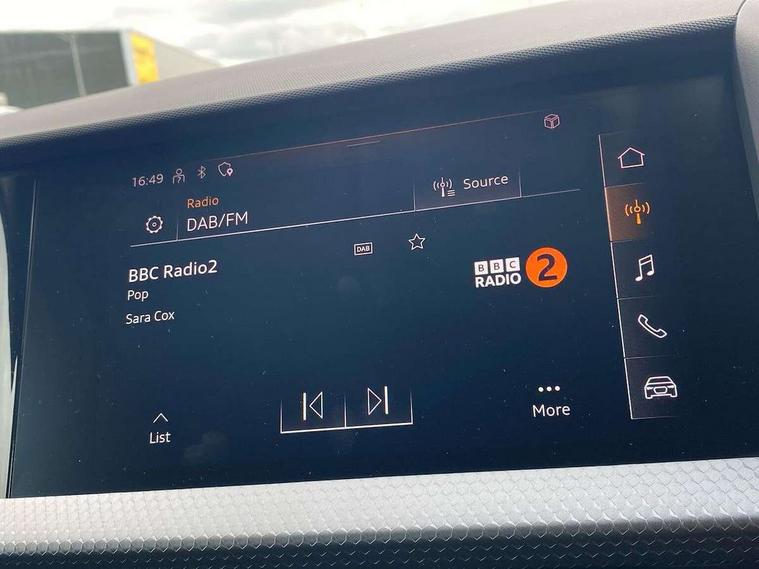 16:49
Radio
DAB/FM
Source
DAB
BBC Radio2
Pop
Sara Cox
BBC
RADIO 2
List
More